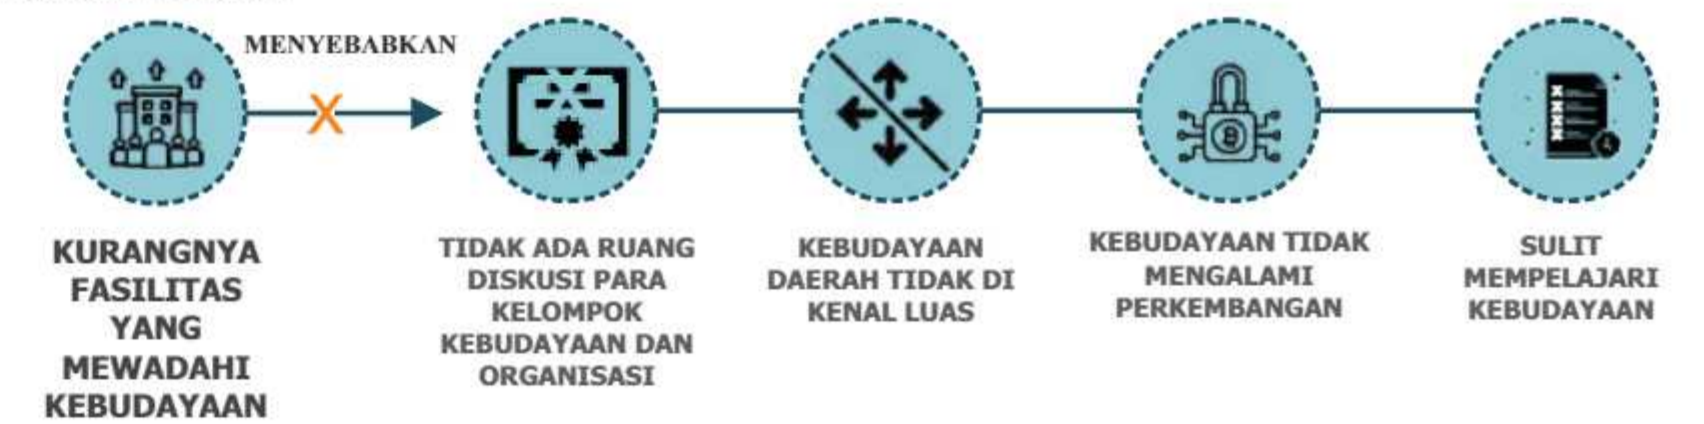 MENYEBABKAN
X
KURANGNYA
FASILITAS
YANG
MEWADAHI
KEBUDAYAAN
TIDAK ADA RUANG
DISKUSI PARA
KELOMPOK
KEBUDAYAAN DAN
ORGANISASI
KEBUDAYAAN
DAERAH TIDAK DI
KENAL LUAS
KEBUDAYAAN TIDAK
MENGALAMI
PERKEMBANGAN
SULIT
MEMPELAJARI
KEBUDAYAAN